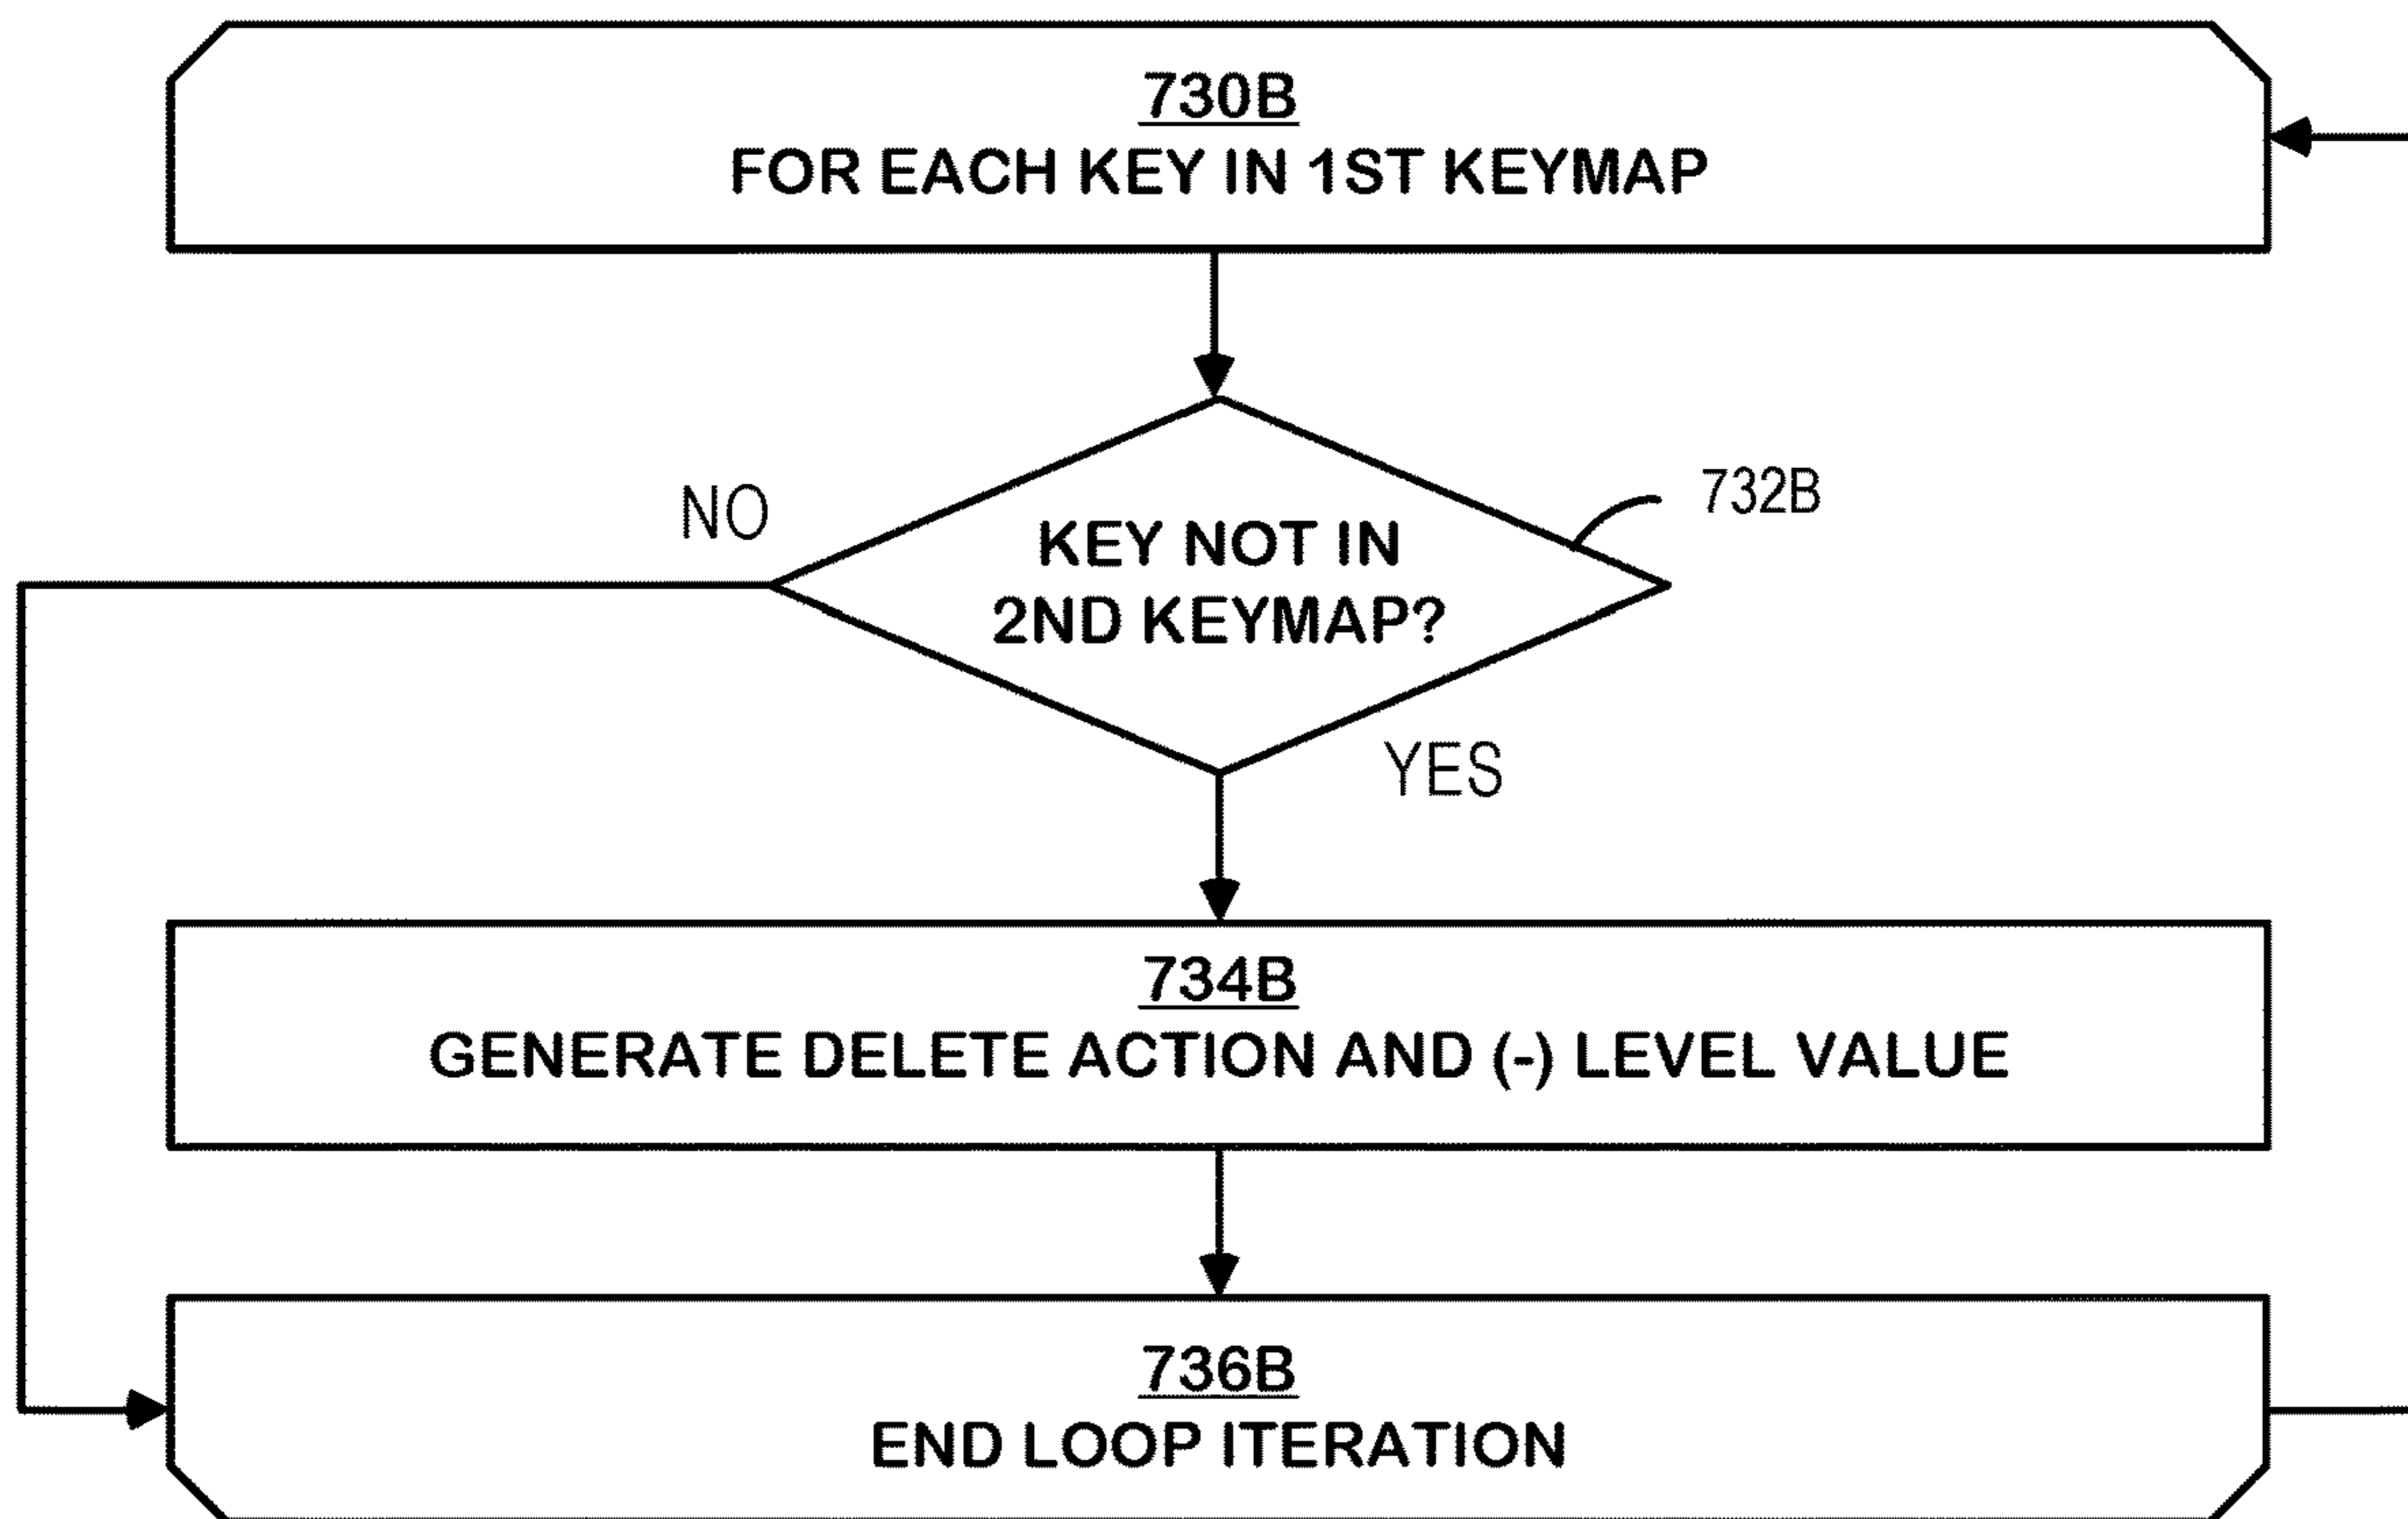 730B
FOR EACH KEY IN 1ST KEYMAP
NO
732B
KEY NOT IN
2ND KEYMAP?
YES
734B
GENERATE DELETE ACTION AND (-) LEVEL VALUE
736B
END LOOP ITERATION